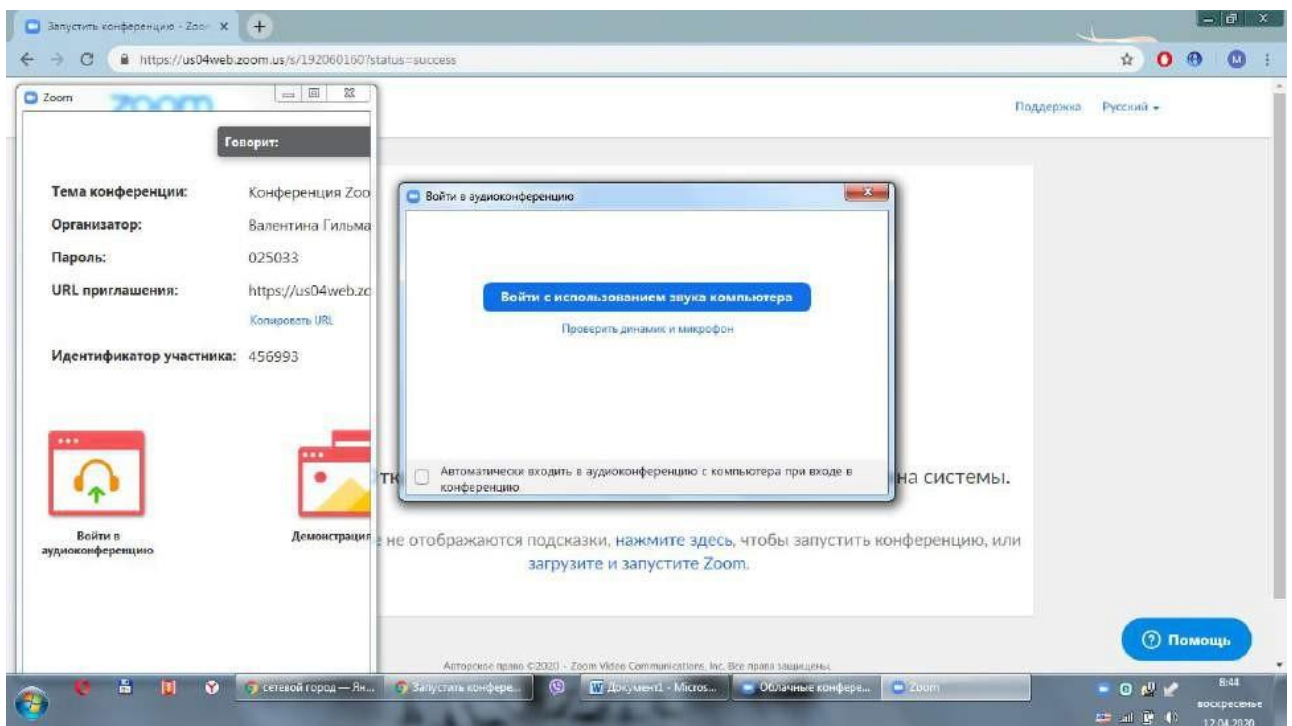 Запустить конференцию - Zoom
https://us04web.zoom.us/s/192060160?status=success
М
Zoom
zoom
Поддержка Русский
Говорит:
Тема конференции: Конференция Zoo
Организатор: Валентина Гильма
Пароль: 025033
URL приглашения: https://us04web.zc
Копировать URL
Идентификатор участника: 456993
Войти в аудиоконференцию
Войти с использованием звука компьютера
Проверить динамик и микрофон
Автоматически входить в аудиоконференцию с компьютера при входе в
конференцию
тк
на системы.
Войти в
аудиоконференцию
Демонстрация
не отображаются подсказки, нажмите здесь, чтобы запустить конференцию, или
загрузите и запустите Zoom.
Помощь
Авторское право ©2020 - Zoom Video Communications, Inc. Все права защищены.
сетевой город — Ян...
Запустить конфере...
Документ1 - Micros...
Облачные конфере...
Zoom
8:44
воскресенье
12.04.2020